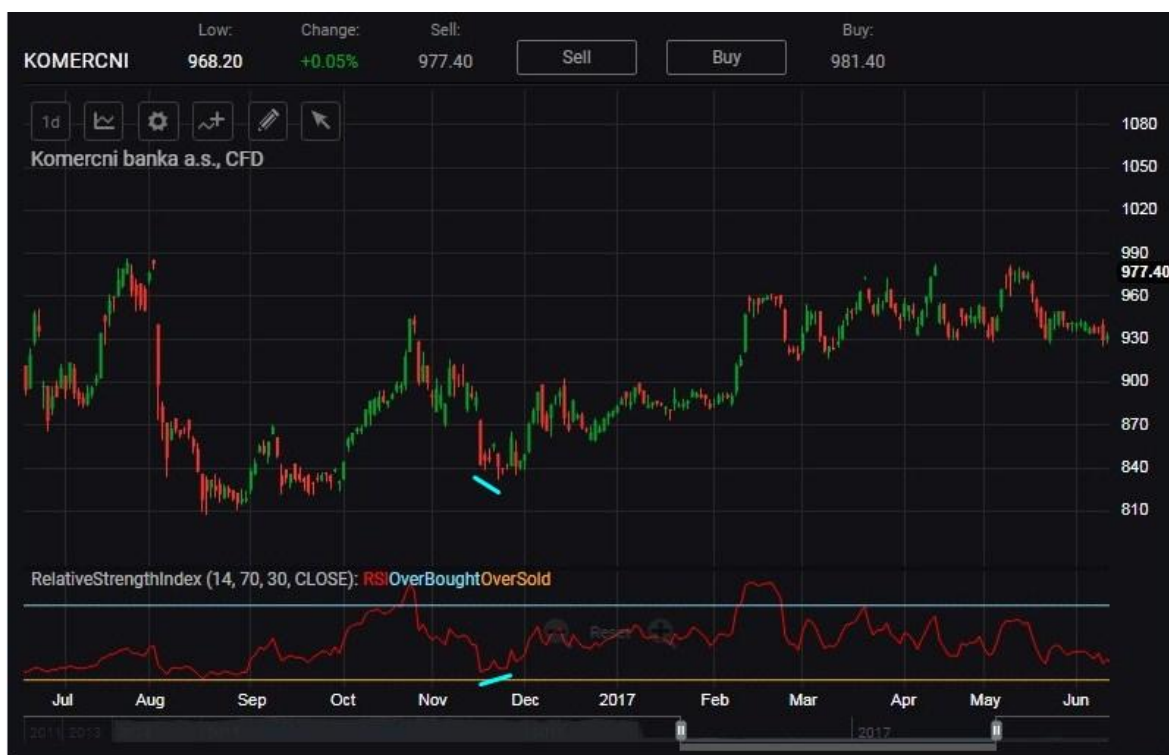 Low: Change: Sell: Buy:
KOMERCNI 968.20 +0.05% 977.40 Sell Buy 981.40
1d
Komercni banka a.s., CFD
1080
1050
1020
990
977.40
960
930
900
870
840
810
RelativeStrengthIndex (14, 70, 30, CLOSE): RSIOverBoughtOverSold
Reset
Jul Aug Sep Oct Nov Dec 2017 Feb Mar Apr May Jun
2011 2013 2017